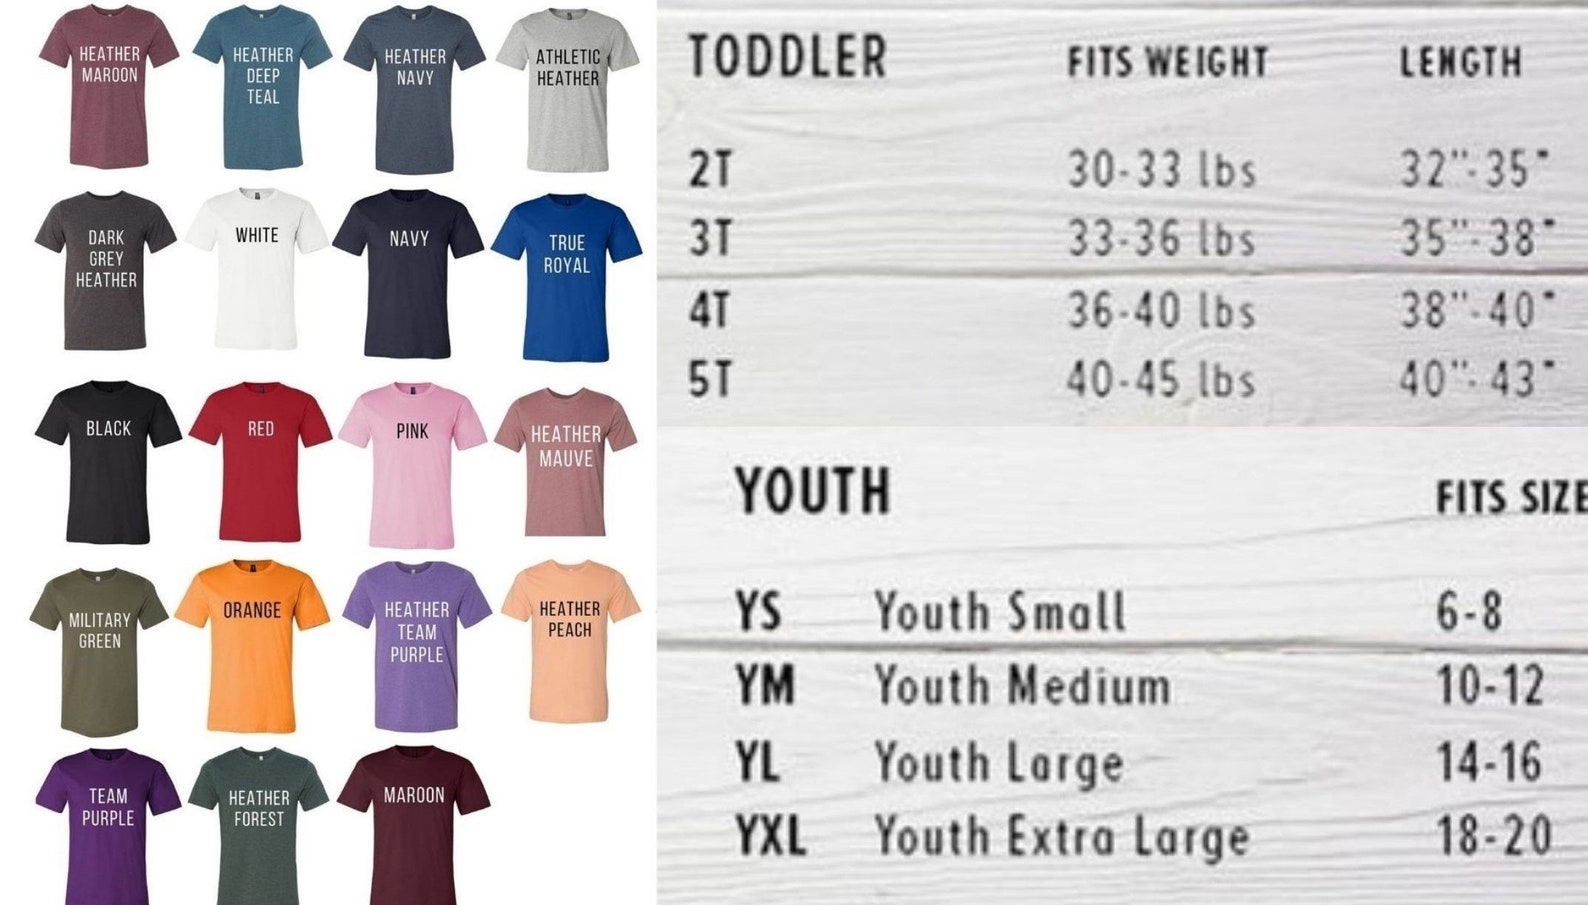 HEATHER
MAROON
HEATHER
DEEP
TEAL
HEATHER
NAVY
ATHLETIC
HEATHER
DARK
GREY
HEATHER
WHITE
NAVY
TRUE
ROYAL
BLACK
RED
PINK
HEATHER
MAUVE
MILITARY
GREEN
ORANGE
HEATHER
TEAM
PURPLE
HEATHER
PEACH
TEAM
PURPLE
HEATHER
FOREST
MAROON
TODDLER FITS WEIGHT LENGTH
2T 30-33 lbs 32"-35"
3T 33-36 lbs 35"-38"
4T 36-40 lbs 38"-40"
5T 40-45 lbs 40"-43"
YOUTH FITS SIZE
YS Youth Small 6-8
YM Youth Medium 10-12
YL Youth Large 14-16
YXL Youth Extra Large 18-20